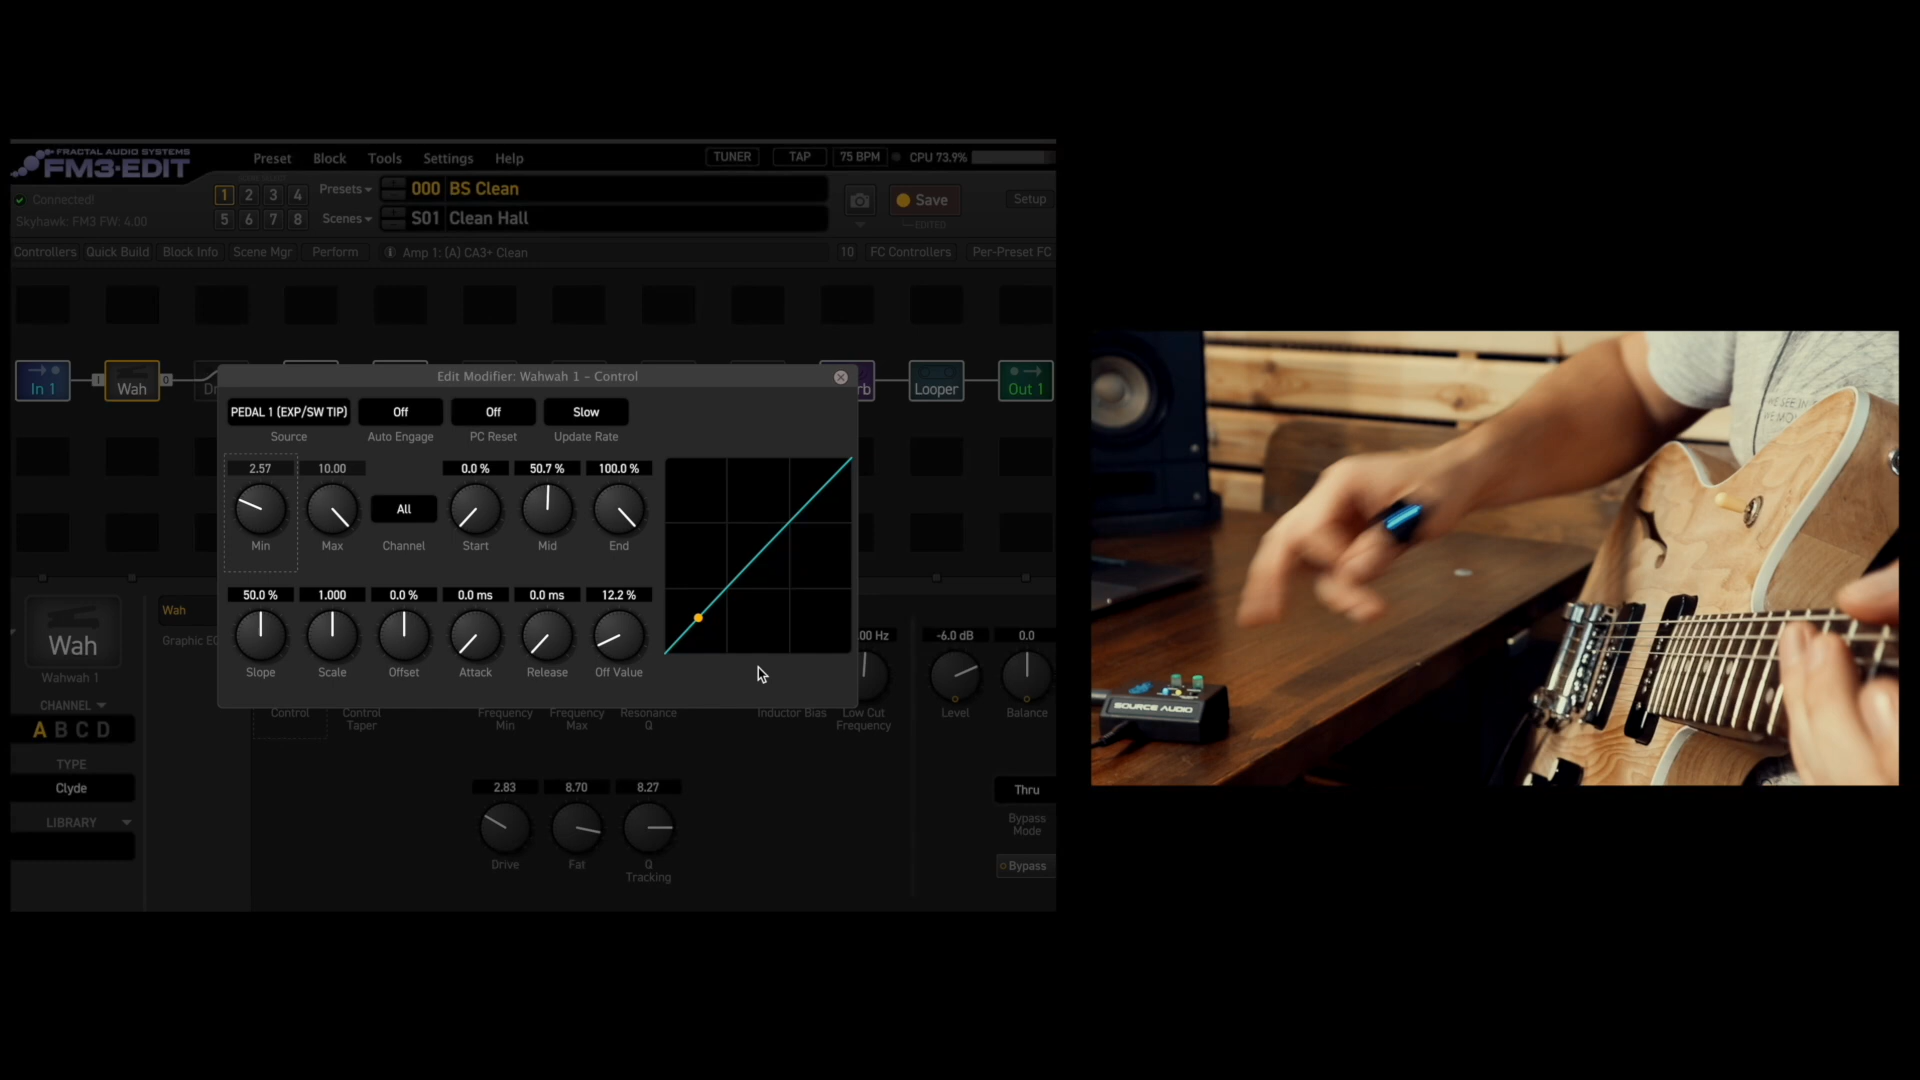 FRACTAL AUDIO SYSTEMS
FM3-EDIT
Preset Block Tools Settings Help
TUNER TAP 75 BPM CPU 73.9%
Connected!
Skyhawk: FM3 FW: 4.00
1 2 3 4
5 6 7 8
Presets 000 BS Clean
Scenes S01 Clean Hall
Save
EDITED
Setup
Controllers Quick Build Block Info Scene Mgr Perform Amp 1: (A) CA3+ Clean 10 FC Controllers Per-Preset FC
In 1 I Wah O Dr rb Looper Out 1
Edit Modifier: Wahwah 1 - Control
PEDAL 1 (EXP/SW TIP) Off Off Slow
Source Auto Engage PC Reset Update Rate
2.57 10.00 0.0 % 50.7 % 100.0 %
All
Min Max Channel Start Mid End
50.0 % 1.000 0.0 % 0.0 ms 0.0 ms 12.2 %
Slope Scale Offset Attack Release Off Value
Wah
Wahwah 1
CHANNEL
A B C D
TYPE
Clyde
LIBRARY
Wah
Graphic EQ
.00 Hz -6.0 dB 0.0
Control Control Taper Frequency Min Frequency Max Resonance Q Inductor Bias Low Cut Frequency Level Balance
2.83 8.70 8.27
Drive Fat Q Tracking
Thru
Bypass Mode
Bypass
SOURCE AUDIO
WE SEE IN